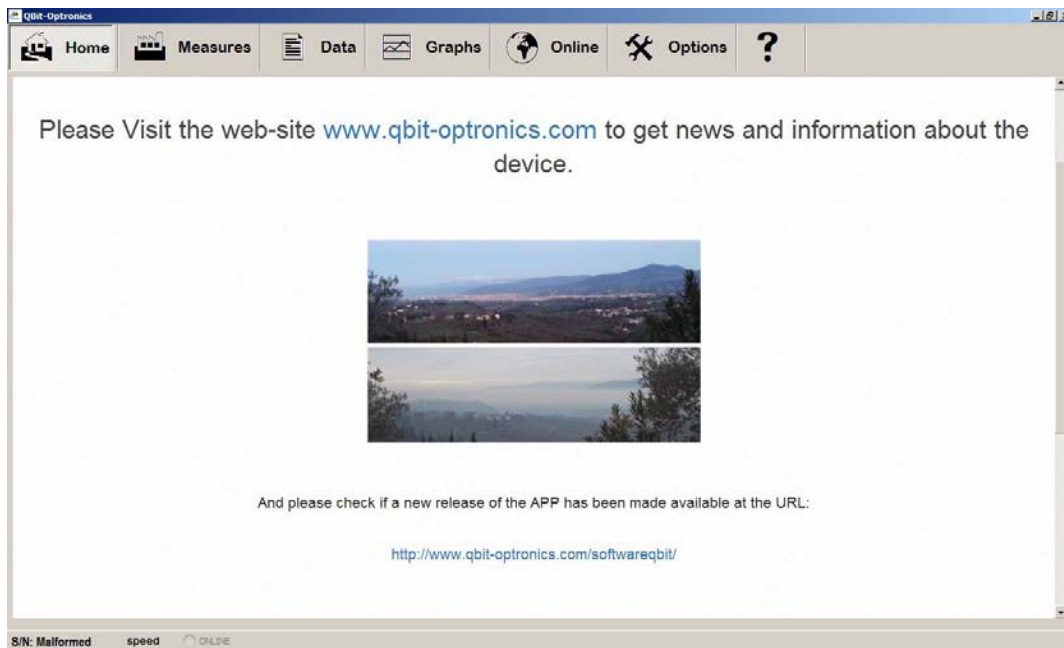 QBit-Optronics
Home Measures Data Graphs Online Options ?
Please Visit the web-site www.qbit-optronics.com to get news and information about the
device.
And please check if a new release of the APP has been made available at the URL:
http://www.qbit-optronics.com/softwareqbit/
S/N: Malformed speed ONLINE